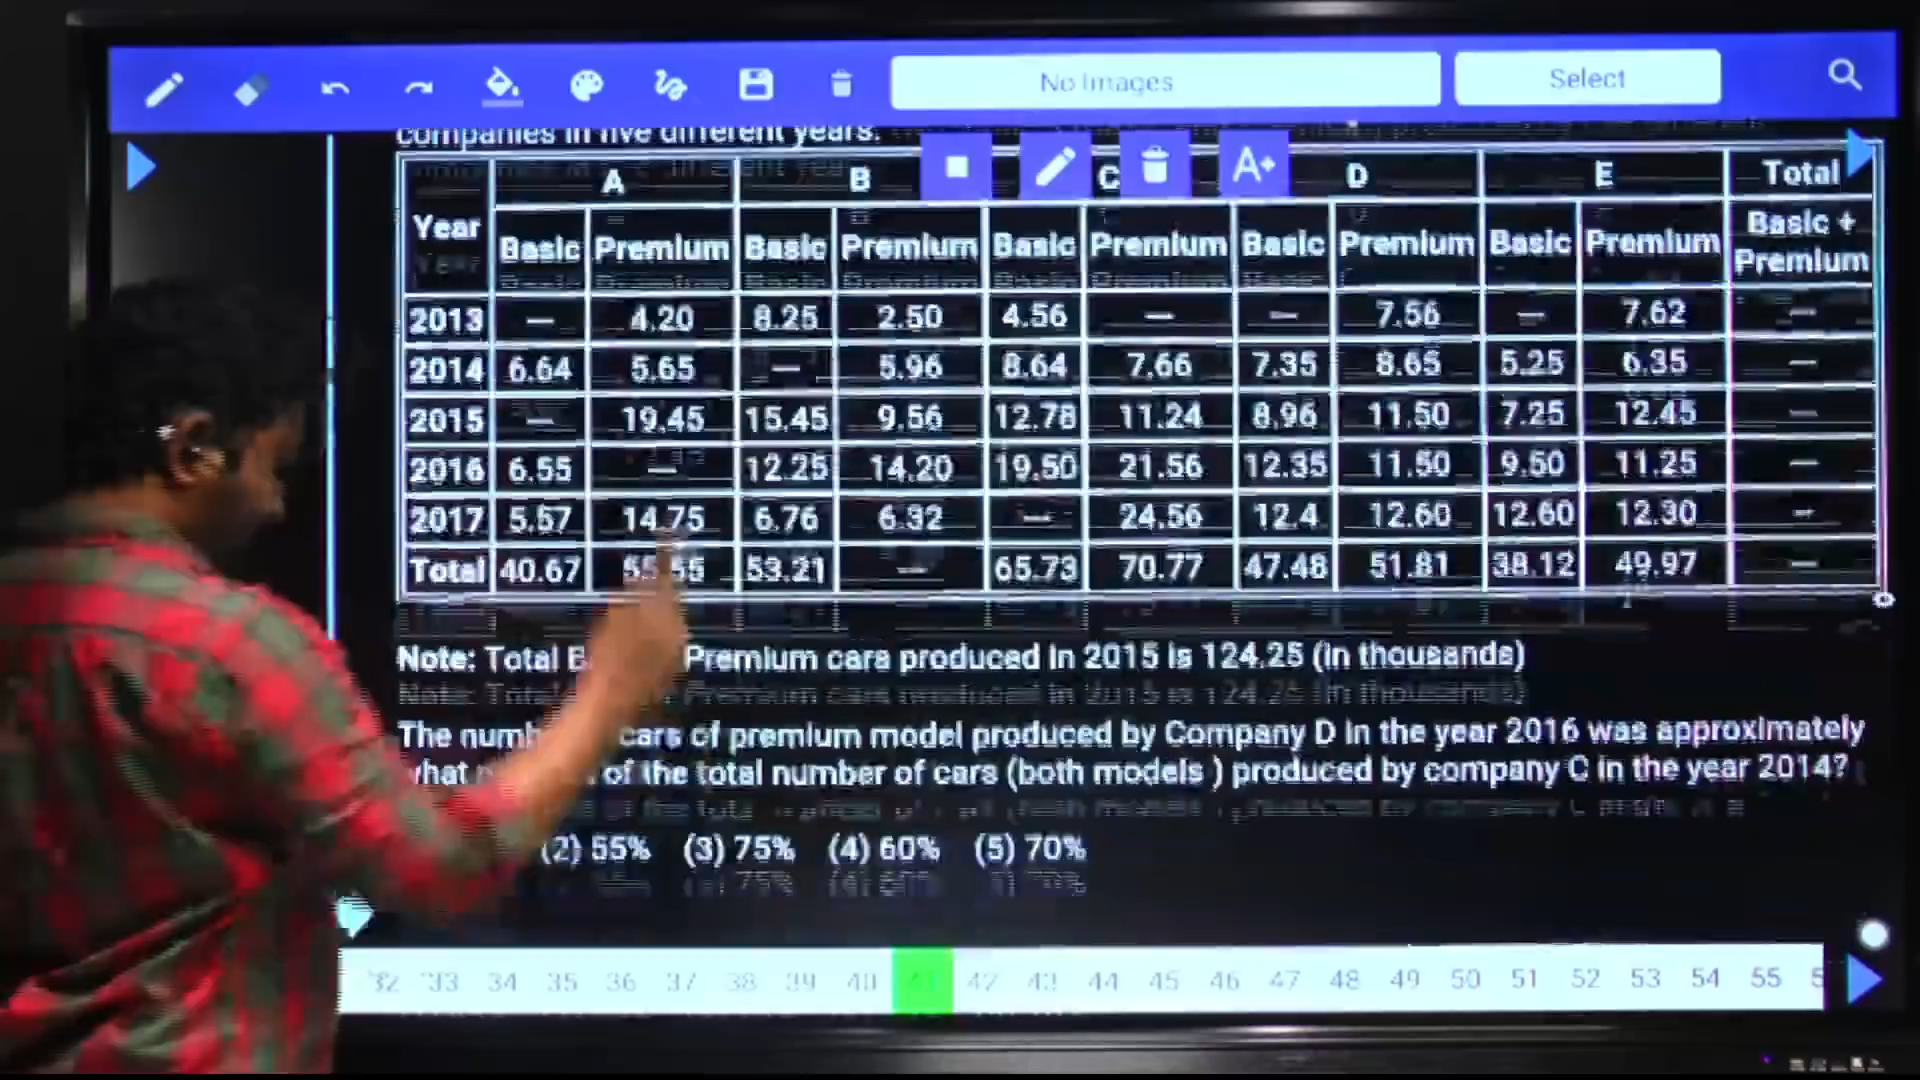 No Images Select
companies in five different years.
A B C D E Total
Year Basic Premium Basic Premium Basic Premium Basic Premium Basic Premium Basic + Premium
2013 — 4.20 8.25 2.50 4.56 — — 7.56 — 7.62 —
2014 6.64 5.65 — 5.96 8.64 7.66 7.35 8.65 5.25 6.35 —
2015 — 19.45 15.45 9.56 12.78 11.24 8.96 11.50 7.25 12.45 —
2016 6.55 — 12.25 14.20 19.50 21.56 12.35 11.50 9.50 11.25 —
2017 5.57 14.75 6.76 6.32 — 24.56 12.4 12.60 12.60 12.30 —
Total 40.67 53.21 — 65.73 70.77 47.48 51.81 38.12 49.97 —
Note: Total Premium cars produced in 2015 is 124.25 (in thousands)
The cars of premium model produced by Company D in the year 2016 was approximately
of the total number of cars (both models ) produced by company C in the year 2014?
(2) 55% (3) 75% (4) 60% (5) 70%
32 33 34 35 36 37 38 39 40 41 42 43 44 45 46 47 48 49 50 51 52 53 54 55